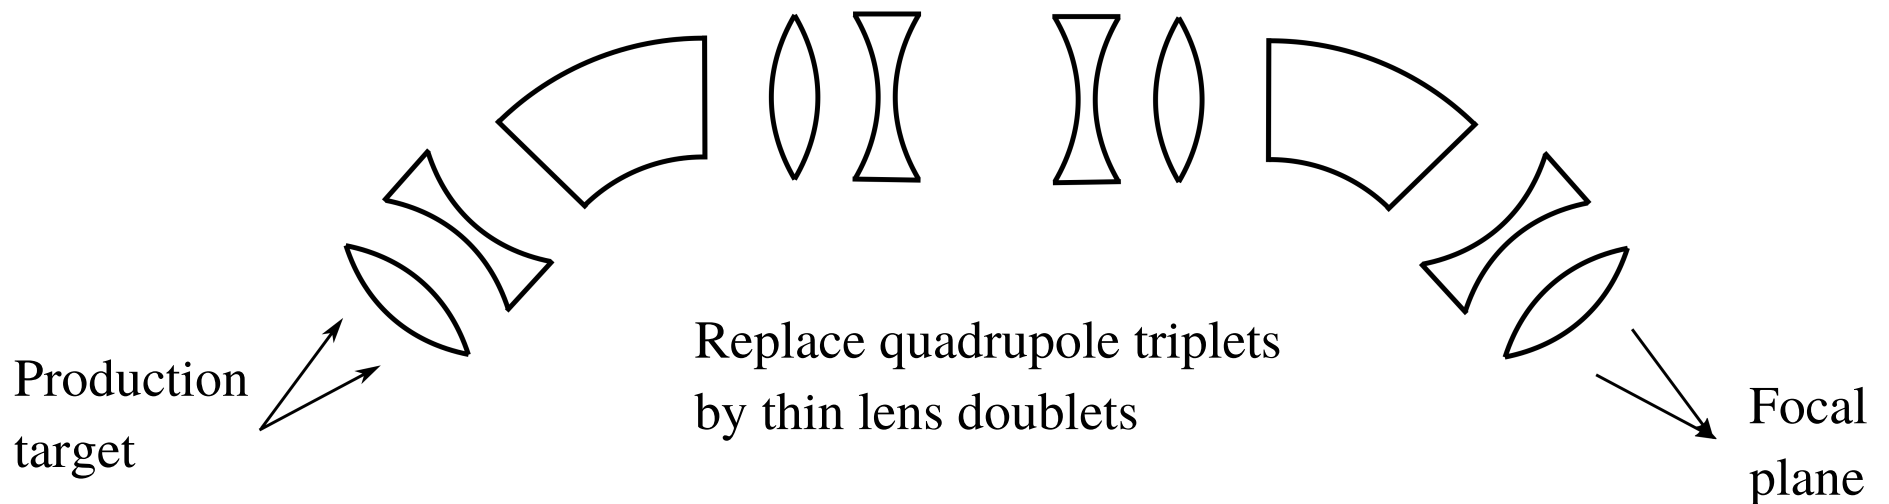 Production
target
Replace quadrupole triplets
by thin lens doublets
Focal
plane